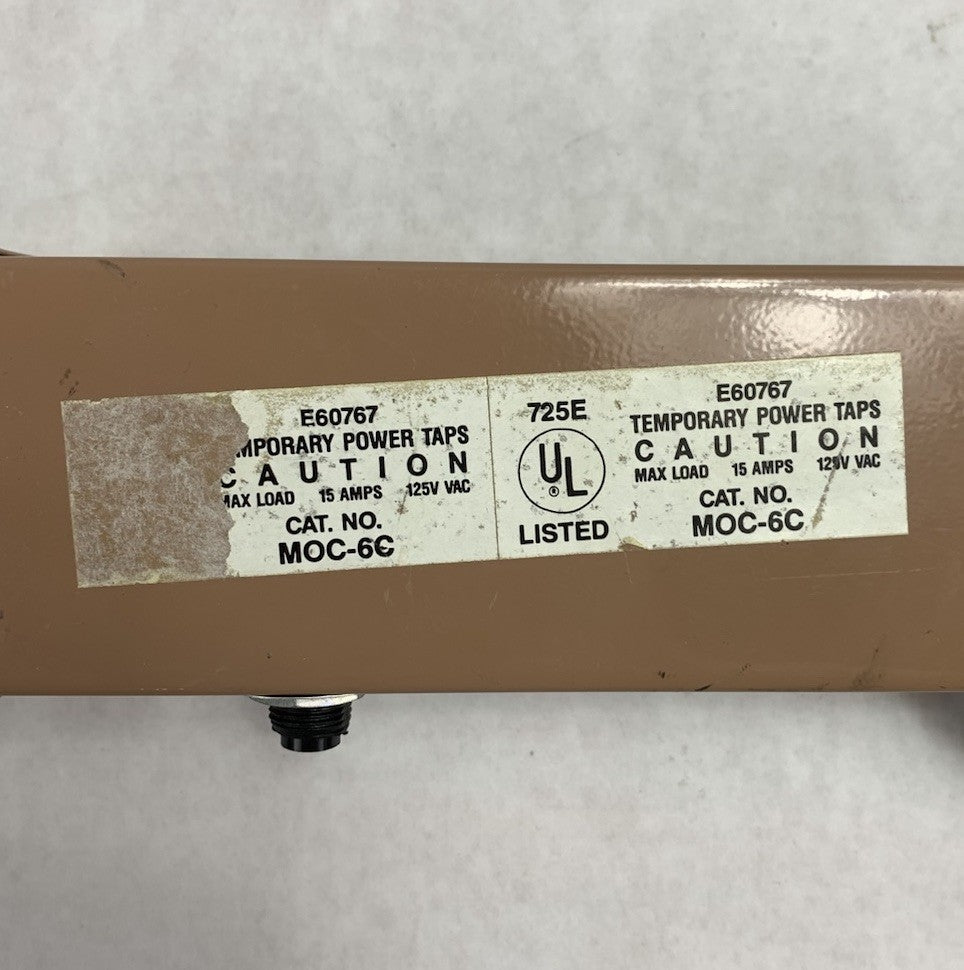 E60767
MPORARY POWER TAPS
CAUTION
MAX LOAD 15 AMPS 125V VAC
CAT. NO.
MOC-6C
725E
UL
®
LISTED
E60767
TEMPORARY POWER TAPS
CAUTION
MAX LOAD 15 AMPS 125V VAC
CAT. NO.
MOC-6C